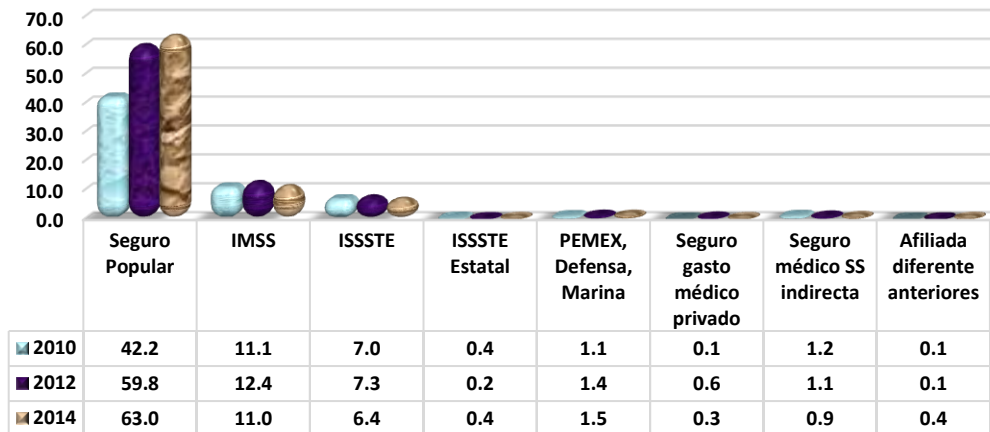 70.0
60.0
50.0
40.0
30.0
20.0
10.0
0.0
Seguro Popular
IMSS
ISSSTE
ISSSTE Estatal
PEMEX, Defensa, Marina
Seguro gasto médico privado
Seguro médico SS indirecta
Afiliada diferente anteriores
2010 42.2 11.1 7.0 0.4 1.1 0.1 1.2 0.1
2012 59.8 12.4 7.3 0.2 1.4 0.6 1.1 0.1
2014 63.0 11.0 6.4 0.4 1.5 0.3 0.9 0.4